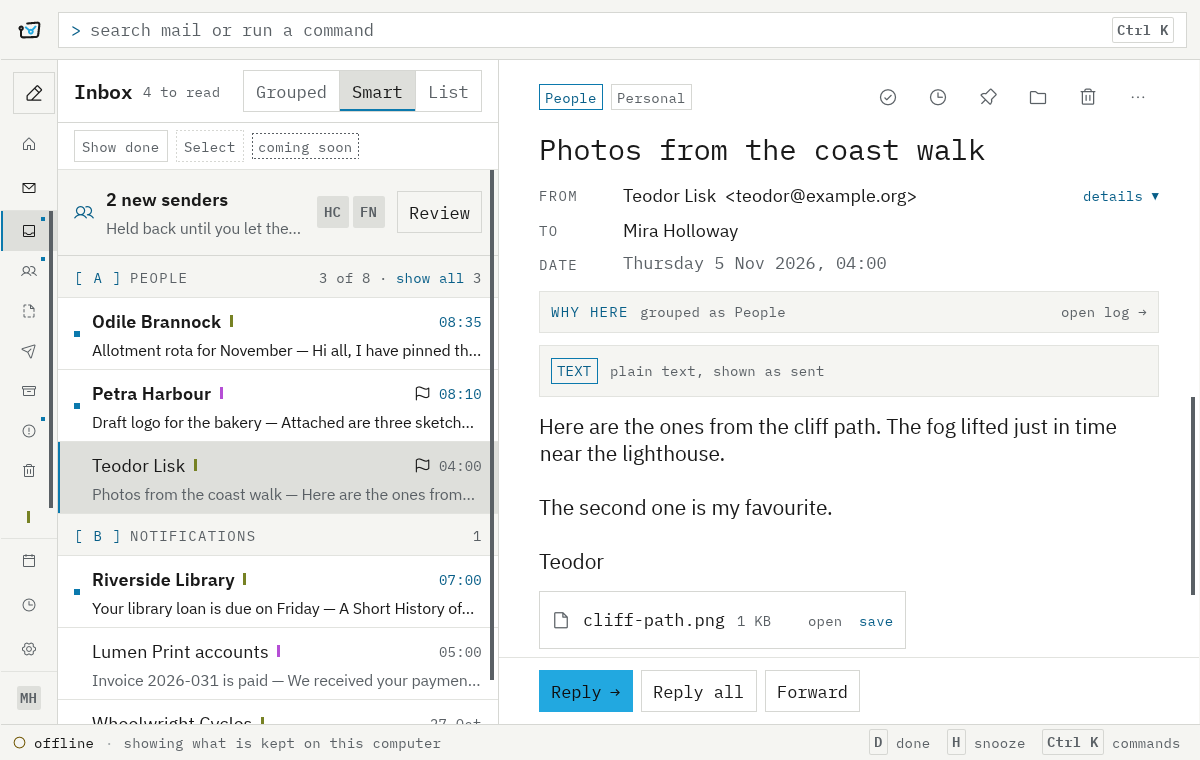 > search mail or run a command Ctrl K
Inbox 4 to read Grouped Smart List
Show done Select coming soon
2 new senders
Held back until you let the... HC FN Review
[ A ] PEOPLE 3 of 8 · show all 3
Odile Brannock 08:35
Allotment rota for November — Hi all, I have pinned th...
Petra Harbour 08:10
Draft logo for the bakery — Attached are three sketch...
Teodor Lisk 04:00
Photos from the coast walk — Here are the ones from...
[ B ] NOTIFICATIONS 1
Riverside Library 07:00
Your library loan is due on Friday — A Short History of...
Lumen Print accounts 05:00
Invoice 2026-031 is paid — We received your paymen...
Wheelwright Cycles 27 Oct
MH
People Personal ...
Photos from the coast walk
FROM Teodor Lisk <teodor@example.org> details ▼
TO Mira Holloway
DATE Thursday 5 Nov 2026, 04:00
WHY HERE grouped as People open log →
TEXT plain text, shown as sent
Here are the ones from the cliff path. The fog lifted just in time
near the lighthouse.
The second one is my favourite.
Teodor
cliff-path.png 1 KB open save
Reply → Reply all Forward
offline · showing what is kept on this computer D done H snooze Ctrl K commands